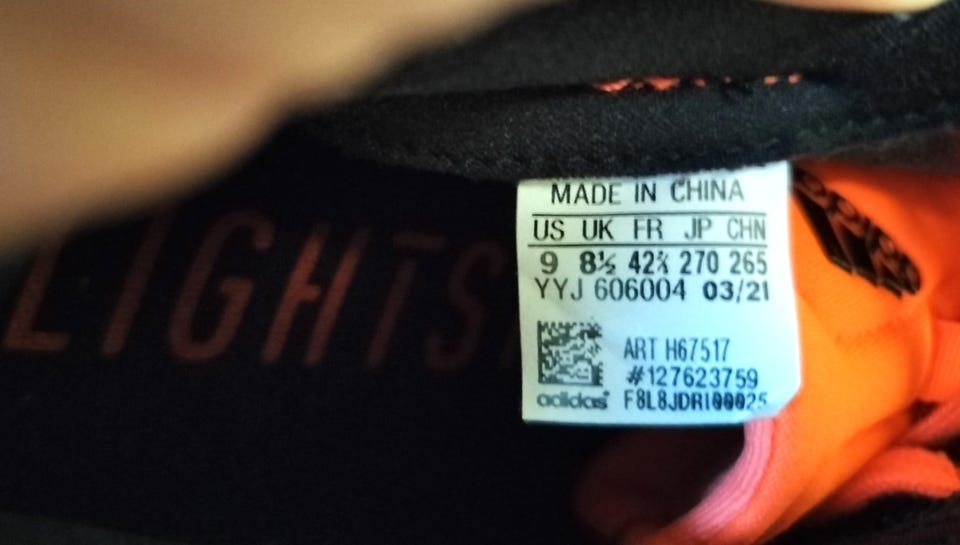 LIGHTS
MADE IN CHINA
US UK FR JP CHN
9 8½ 42⅔ 270 265
YYJ 606004 03/21
ART H67517
#127623759
adidas F8L8JDRI00025
adidas